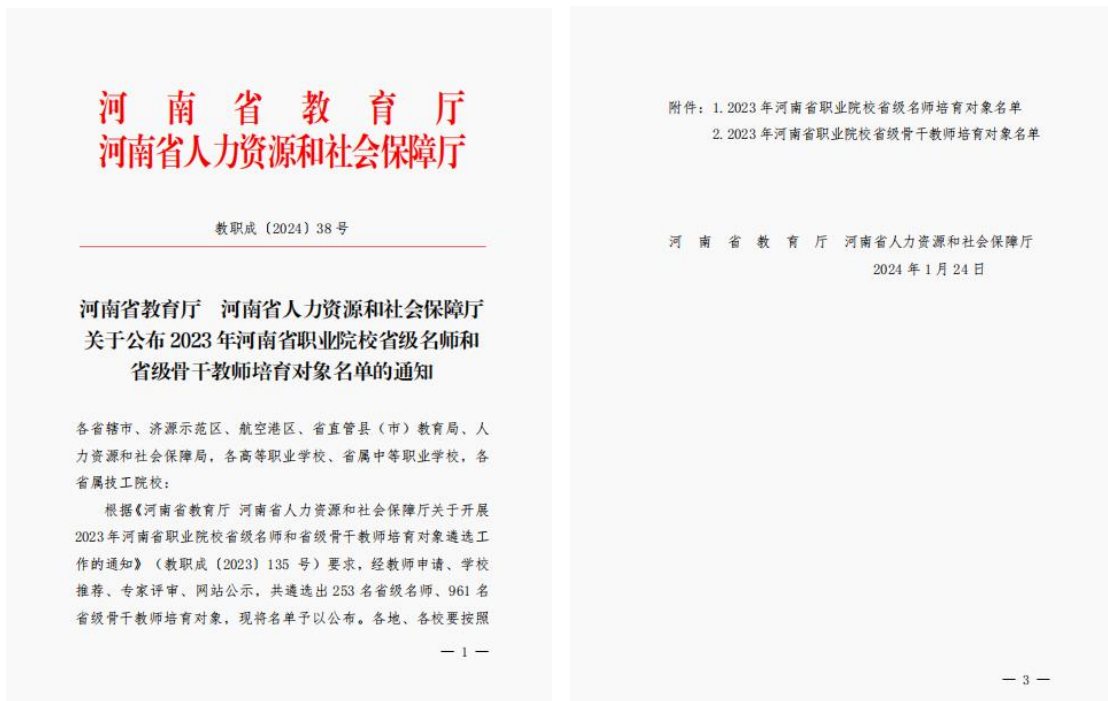 河南省教育厅
河南省人力资源和社会保障厅
教职成〔2024〕38号
河南省教育厅 河南省人力资源和社会保障厅
关于公布2023年河南省职业院校省级名师和
省级骨干教师培育对象名单的通知
各省辖市、济源示范区、航空港区、省直管县（市）教育局、人
力资源和社会保障局，各高等职业学校、省属中等职业学校，各
省属技工院校：
根据《河南省教育厅 河南省人力资源和社会保障厅关于开展
2023年河南省职业院校省级名师和省级骨干教师培育对象遴选工
作的通知》（教职成〔2023〕135号）要求，经教师申请、学校
推荐、专家评审、网站公示，共遴选出253名省级名师、961名
省级骨干教师培育对象，现将名单予以公布。各地、各校要按照
— 1 —
附件：1.2023年河南省职业院校省级名师培育对象名单
2.2023年河南省职业院校省级骨干教师培育对象名单
河南省教育厅 河南省人力资源和社会保障厅
2024年1月24日
— 3 —